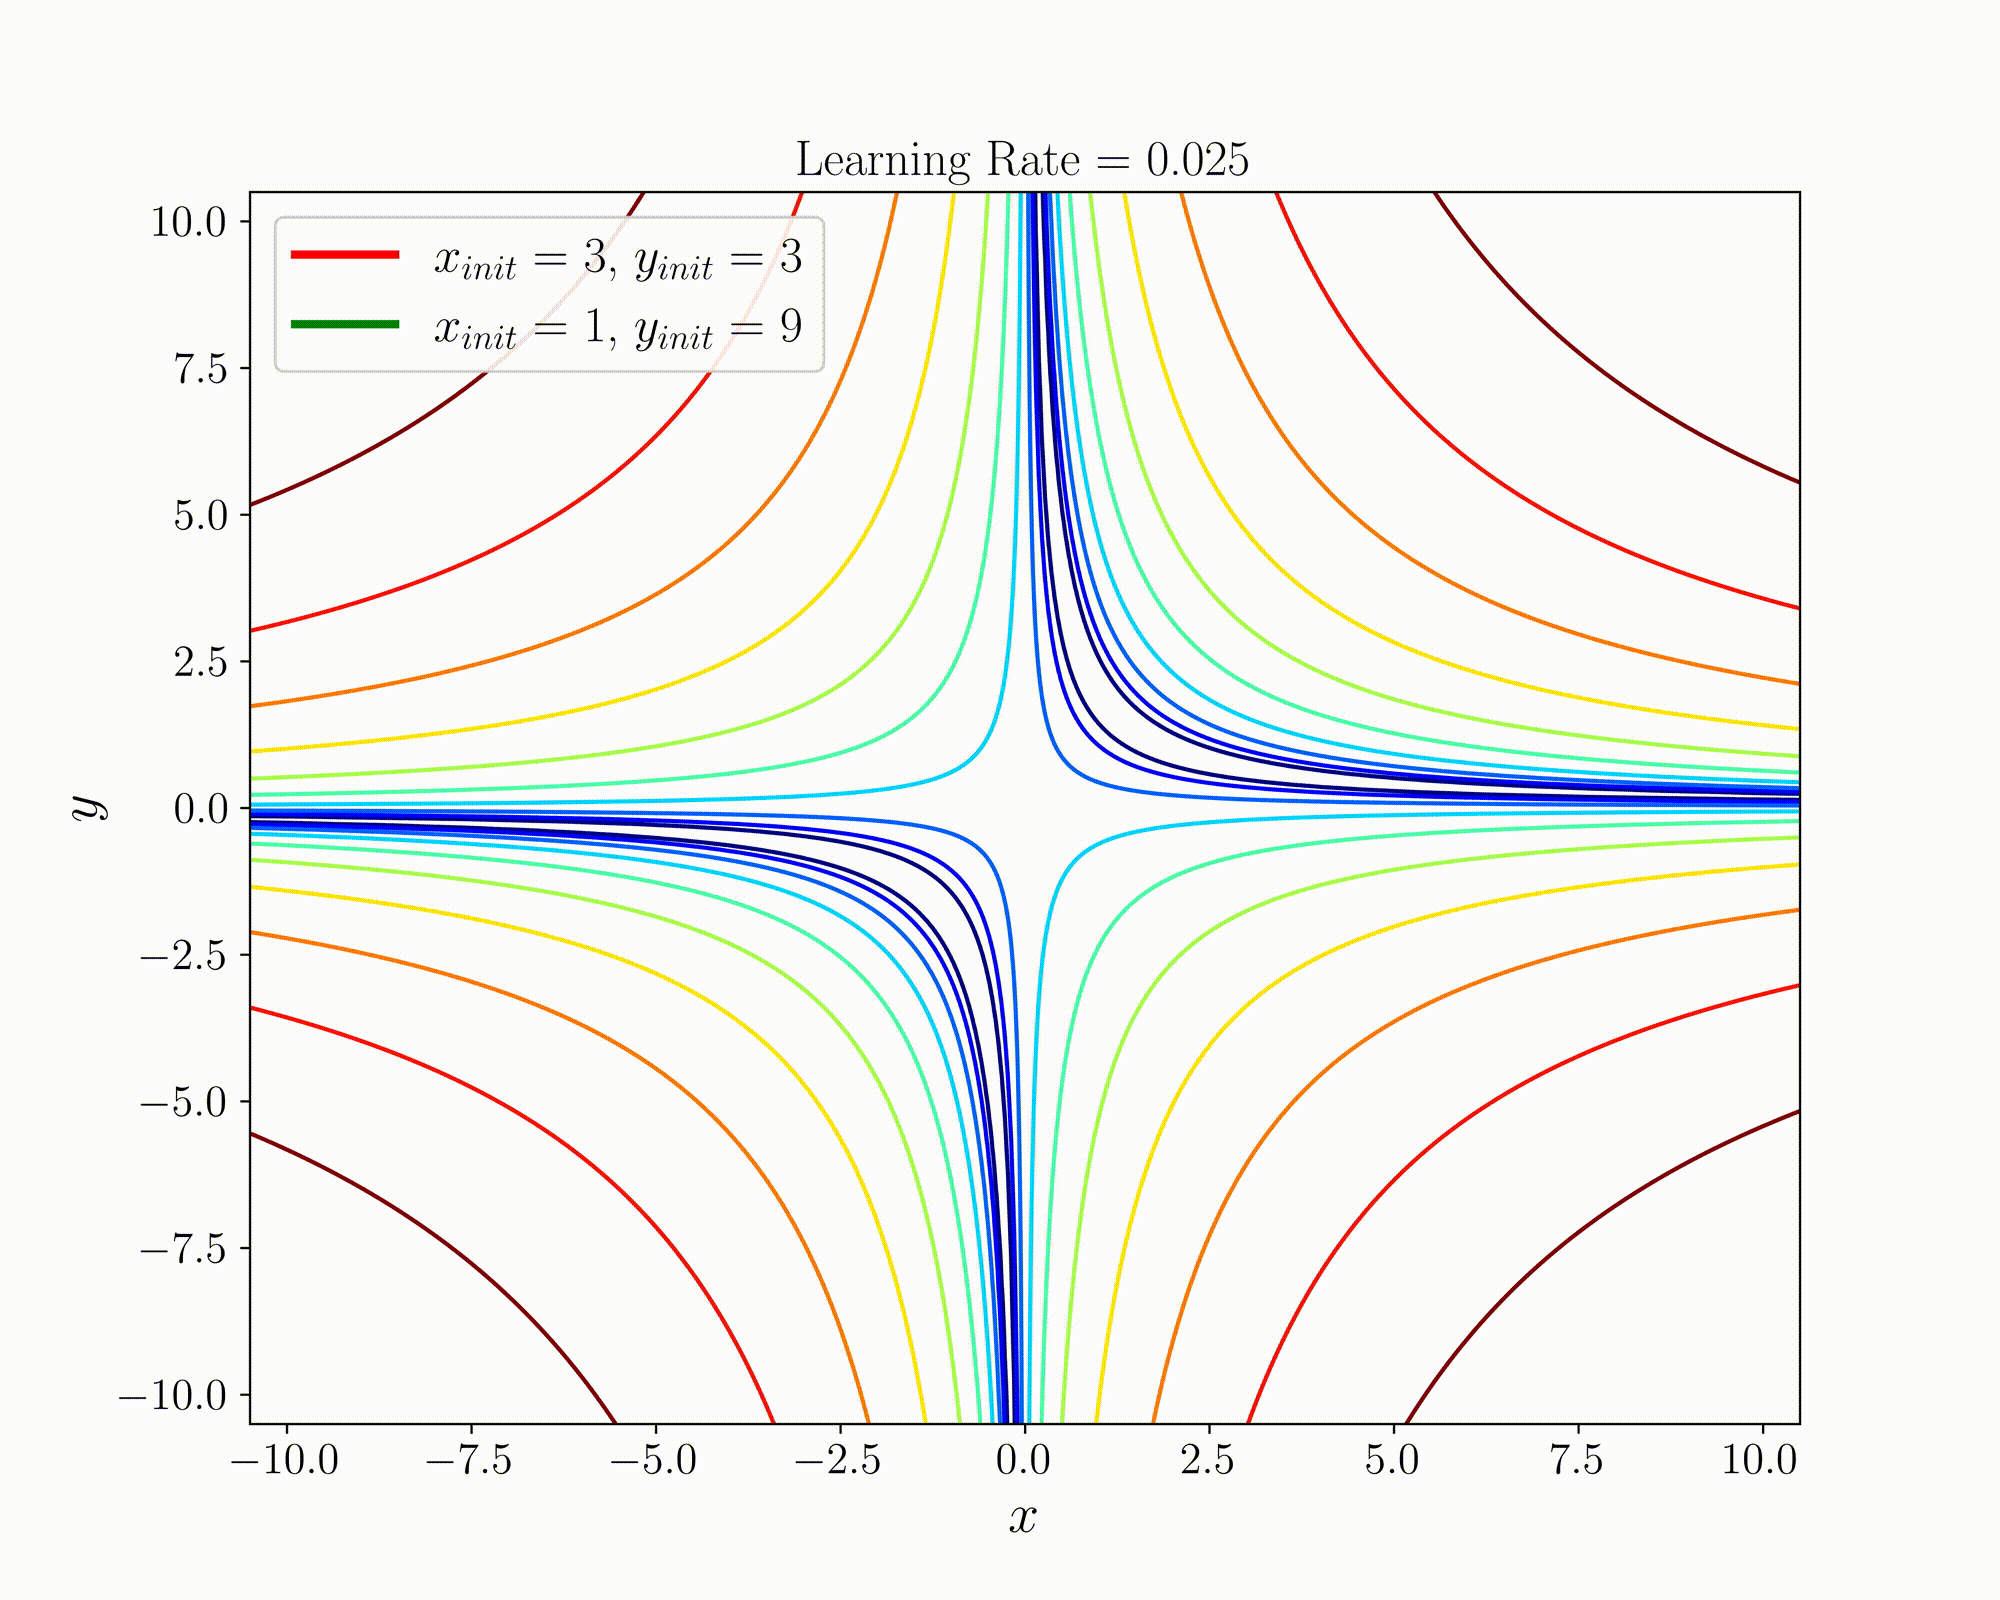 Learning Rate = 0.025
x_init = 3, y_init = 3
x_init = 1, y_init = 9
10.0
7.5
5.0
2.5
0.0
−2.5
−5.0
−7.5
−10.0
y
−10.0 −7.5 −5.0 −2.5 0.0 2.5 5.0 7.5 10.0
x